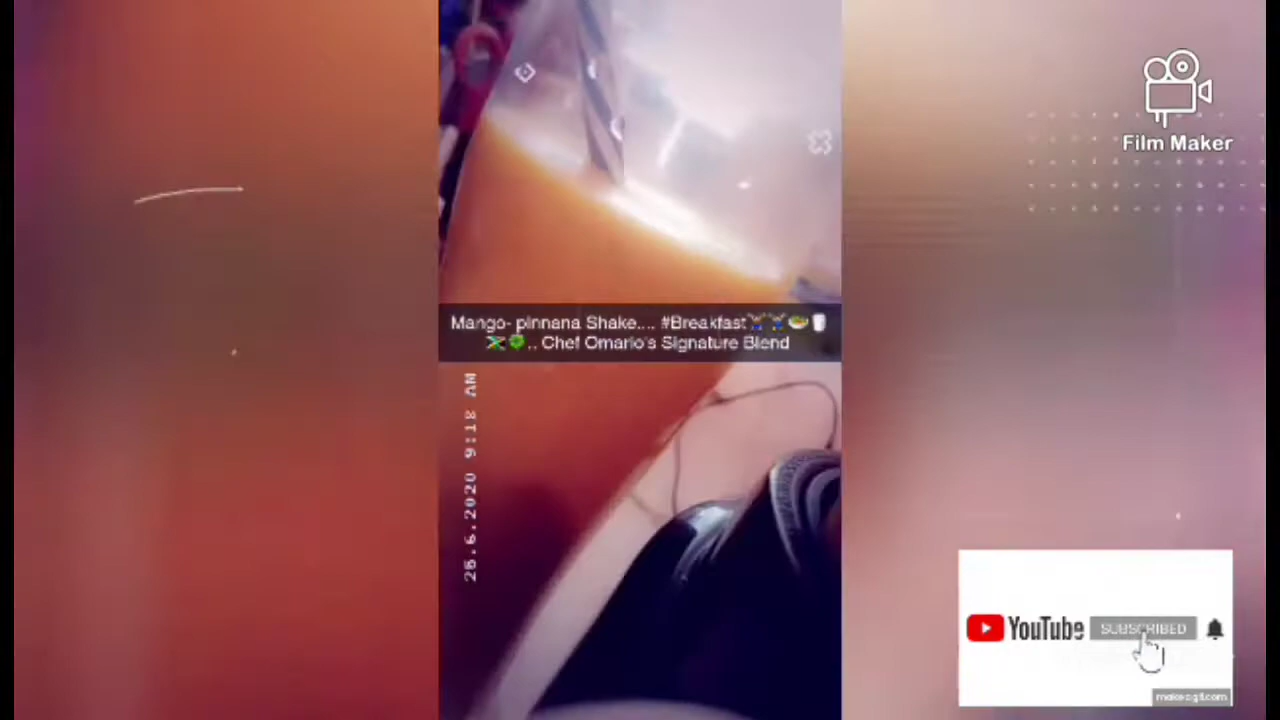 Film Maker
Mango- pinnana Shake.... #Breakfast🏋🏋🍲🥛
🇯🇲🍀.. Chef Omario's Signature Blend
26.6.2020 9:18 AM
YouTube SUBSCRIBED
makeagif.com